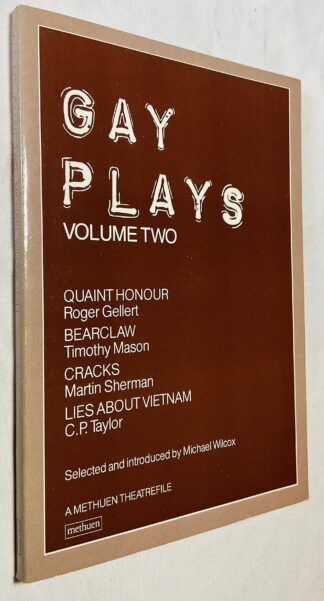 GAY
PLAYS
VOLUME TWO
QUAINT HONOUR
Roger Gellert
BEARCLAW
Timothy Mason
CRACKS
Martin Sherman
LIES ABOUT VIETNAM
C.P. Taylor
Selected and introduced by Michael Wilcox
A METHUEN THEATREFILE
methuen